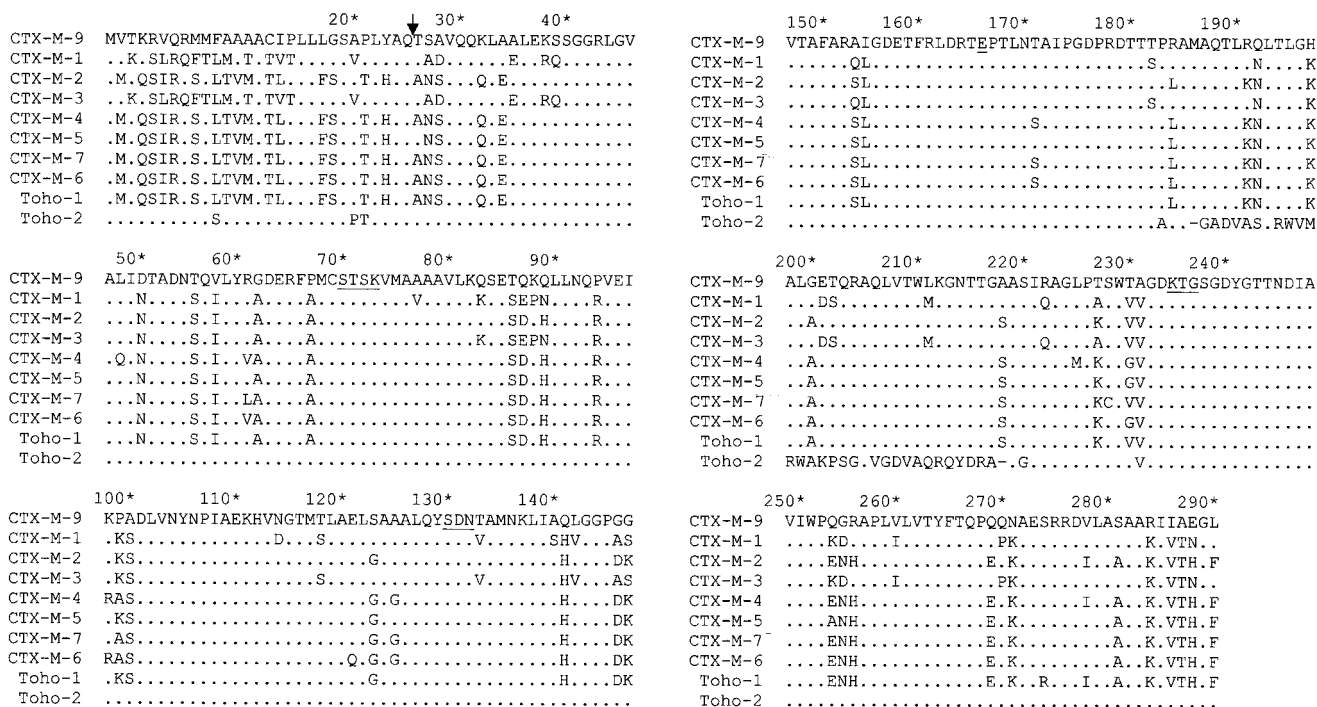 20* 30* 40*
CTX-M-9 MVTKRVQRMMFAAAACIPLLLGSAPLYAQTSAVQQKLAALEKSSGGRLGV
CTX-M-1 ..K.SLRQFTLM.T.TVT.....V......AD......E..RQ.......
CTX-M-2 .M.QSIR.S.LTVM.TL...FS..T.H..ANS...Q.E............
CTX-M-3 ..K.SLRQFTLM.T.TVT.....V......AD......E..RQ.......
CTX-M-4 .M.QSIR.S.LTVM.TL...FS..T.H..ANS...Q.E............
CTX-M-5 .M.QSIR.S.LTVM.TL...FS..T.H..ANS...Q.E............
CTX-M-7 .M.QSIR.S.LTVM.TL...FS..T.H..ANS...Q.E............
CTX-M-6 .M.QSIR.S.LTVM.TL...FS..T.H..ANS...Q.E............
Toho-1 .M.QSIR.S.LTVM.TL...FS..T.H..ANS...Q.E............
Toho-2 ..........S............PT.........................
50* 60* 70* 80* 90*
CTX-M-9 ALIDTADNTQVLYRGDERFPMCSTSKVMAAAAVLKQSETQKQLLNQPVEI
CTX-M-1 ...N....S.I...A....A.........V.....K..SEPN....R...
CTX-M-2 ...N....S.I...A....A..................SD.H....R...
CTX-M-3 ...N....S.I...A....A...............K..SEPN....R...
CTX-M-4 .Q.N....S.I..VA....A..................SD.H....R...
CTX-M-5 ...N....S.I...A....A..................SD.H....R...
CTX-M-7 ...N....S.I..LA....A..................SD.H....R...
CTX-M-6 ...N....S.I..VA....A..................SD.H....R...
Toho-1 ...N....S.I...A....A..................SD.H....R...
Toho-2 ..................................................
100* 110* 120* 130* 140*
CTX-M-9 KPADLVNYNPIAEKHVNGTMTLAELSAAALQYSDNTAMNKLIAQLGGPGG
CTX-M-1 .KS.............D...S..............V......AHV...AS
CTX-M-2 .KS......................G.................H....DK
CTX-M-3 .KS.................S..............V.......HV...AS
CTX-M-4 RAS......................G.G...............H....DK
CTX-M-5 .KS......................G.................H....DK
CTX-M-7 .AS......................G.G...............H....DK
CTX-M-6 RAS....................Q.G.G...............H....DK
Toho-1 .KS......................G.................H....DK
Toho-2 ..................................................
150* 160* 170* 180* 190*
CTX-M-9 VTAFARAIGDETFRLDRTEPTLNTAIPGDPRDTTTPRAMAQTLRQLTLGH
CTX-M-1 ......QL...........................S........N....K
CTX-M-2 ......SL.............................L.....KN....K
CTX-M-3 ......QL...........................S........N....K
CTX-M-4 ......SL...............S.............L.....KN....K
CTX-M-5 ......SL.............................L.....KN....K
CTX-M-7 ......SL...............S.............L.....KN....K
CTX-M-6 ......SL...............S.............L.....KN....K
Toho-1 ......SL.............................L.....KN....K
Toho-2 ...................................A..-GADVAS.RWVM
200* 210* 220* 230* 240*
CTX-M-9 ALGETQRAQLVTWLKGNTTGAASIRAGLPTSWTAGDKTGSGDYGTTNDIA
CTX-M-1 ...DS........M...........Q....A..VV...............
CTX-M-2 ..A..................S........K..VV...............
CTX-M-3 ...DS........M...........Q....A..VV...............
CTX-M-4 ..A..................S......M.K..GV...............
CTX-M-5 ..A..................S........K..VV...............
CTX-M-7 ..A..................S........KC.VV...............
CTX-M-6 ..A..................S........K..GV...............
Toho-1 ..A..................S........K..VV...............
Toho-2 RWAKPSG.VGDVAQRQYDRA-.G..........V................
250* 260* 270* 280* 290*
CTX-M-9 VIWPQGRAPLVLVTYFTQPQQNAESRRDVLASAARIIAEGL
CTX-M-1 ....KD.....I.........PK...........K.VTN..
CTX-M-2 ....ENH.............E.K.....I..A..K.VTH.F
CTX-M-3 ....KD.....I.........PK...........K.VTN..
CTX-M-4 ....ENH.............E.K.....I..A..K.VTH.F
CTX-M-5 ....ANH.............E.K........A..K.VTH.F
CTX-M-7 ....ENH.............E.K........A..K.VTH.F
CTX-M-6 ....ENH.............E.K........A..K.VTH.F
Toho-1 ....ENH.............E.K..R..I..A..K.VTH.F
Toho-2 .........................................